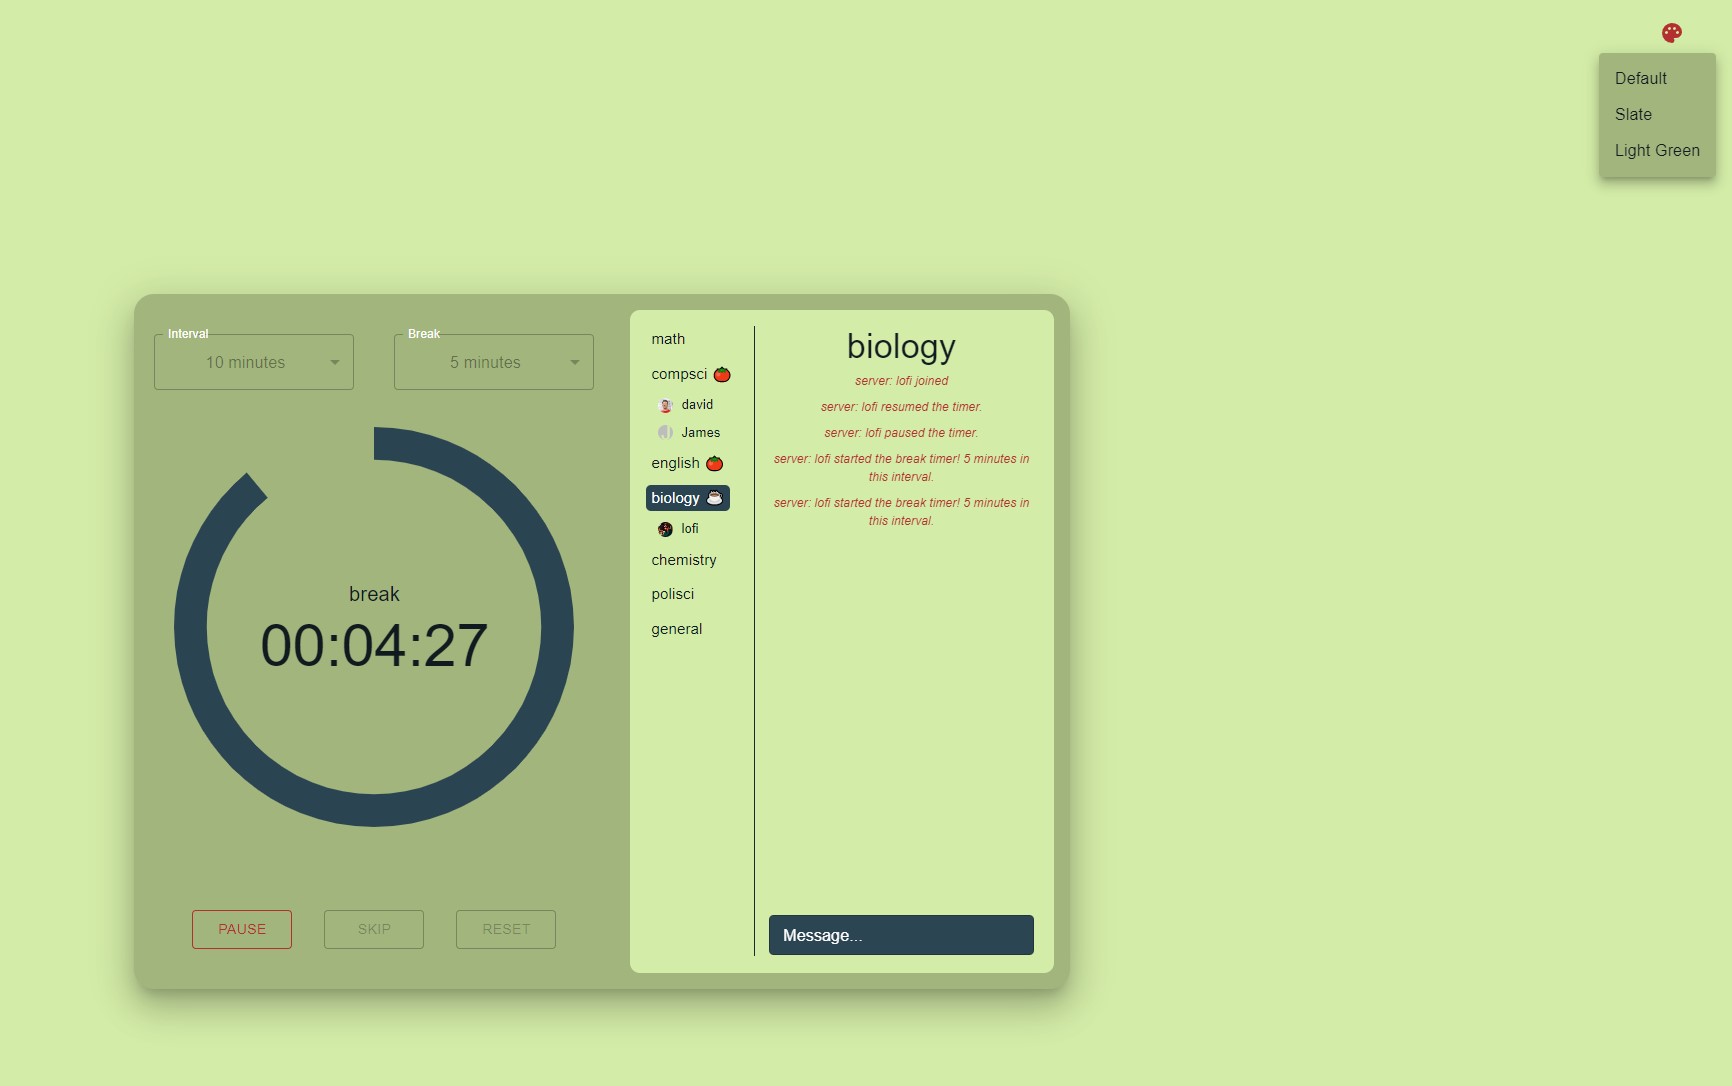 Default
Slate
Light Green
Interval
10 minutes
Break
5 minutes
break
00:04:27
PAUSE
SKIP
RESET
math
compsci
david
James
english
biology
lofi
chemistry
polisci
general
biology
server: lofi joined
server: lofi resumed the timer.
server: lofi paused the timer.
server: lofi started the break timer! 5 minutes in
this interval.
server: lofi started the break timer! 5 minutes in
this interval.
Message...